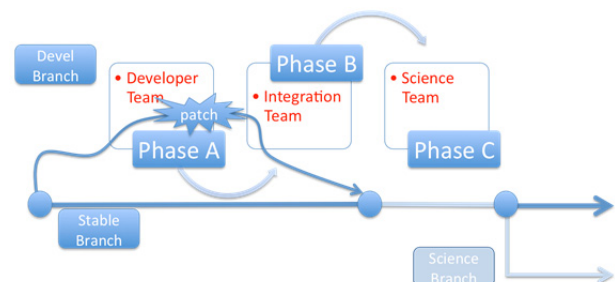 Devel
Branch
• Developer
Team
patch
Phase A
Phase B
• Integration
Team
• Science
Team
Phase C
Stable
Branch
Science
Branch